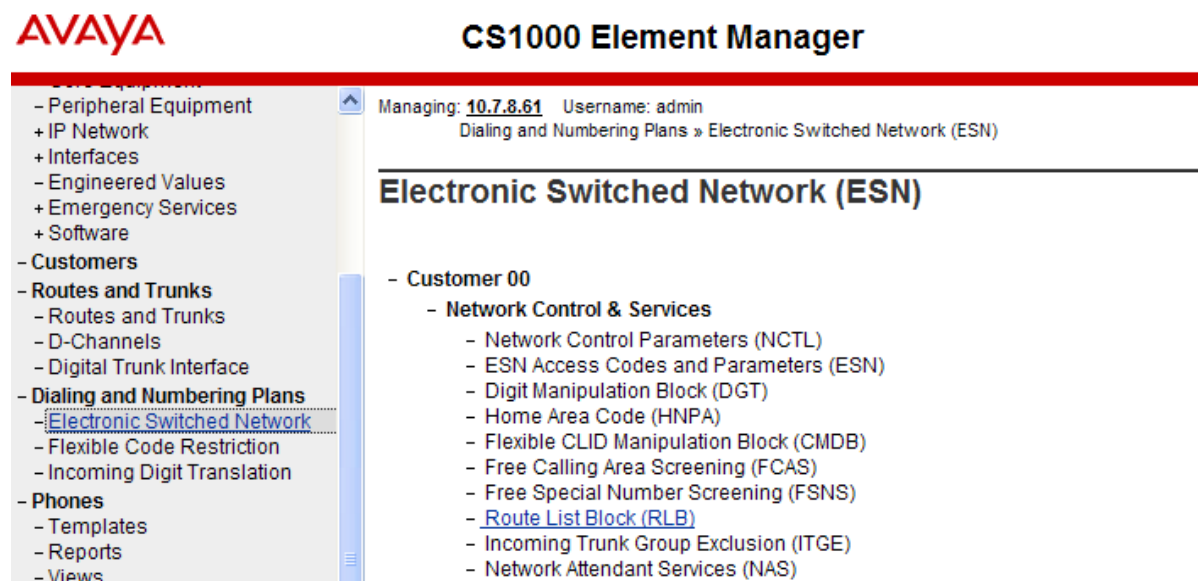 AVAYA
CS1000 Element Manager
– Peripheral Equipment
+ IP Network
+ Interfaces
– Engineered Values
+ Emergency Services
+ Software
– Customers
– Routes and Trunks
– Routes and Trunks
– D-Channels
– Digital Trunk Interface
– Dialing and Numbering Plans
– Electronic Switched Network
– Flexible Code Restriction
– Incoming Digit Translation
– Phones
– Templates
– Reports
– Views
Managing: 10.7.8.61 Username: admin
Dialing and Numbering Plans » Electronic Switched Network (ESN)
Electronic Switched Network (ESN)
– Customer 00
– Network Control & Services
– Network Control Parameters (NCTL)
– ESN Access Codes and Parameters (ESN)
– Digit Manipulation Block (DGT)
– Home Area Code (HNPA)
– Flexible CLID Manipulation Block (CMDB)
– Free Calling Area Screening (FCAS)
– Free Special Number Screening (FSNS)
– Route List Block (RLB)
– Incoming Trunk Group Exclusion (ITGE)
– Network Attendant Services (NAS)